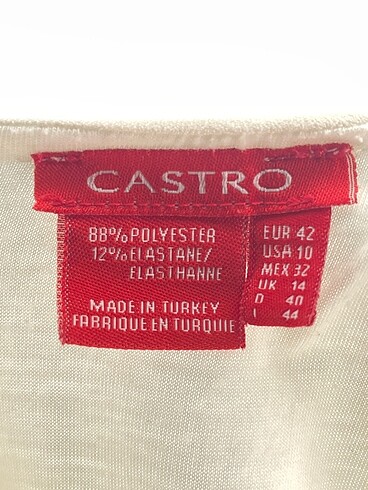 CASTRO
88%POLYESTER
12%ELASTANE/
ELASTHANNE
MADE IN TURKEY
FABRIQUE EN TURQUIE
EUR 42
USA 10
MEX 32
UK 14
D 40
I 44